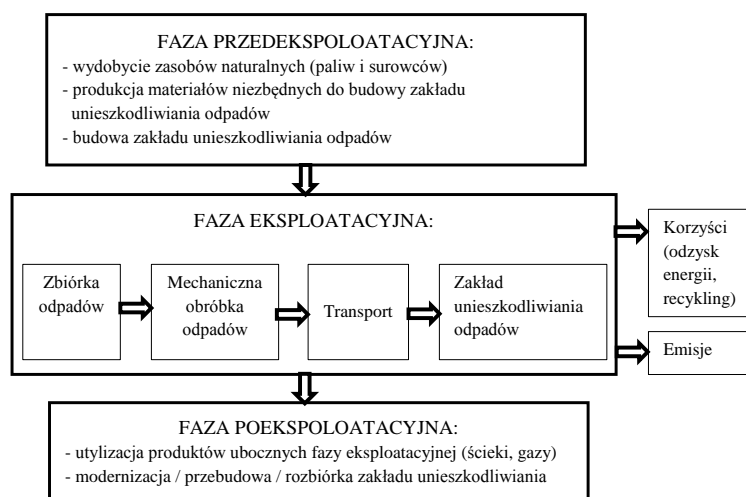 FAZA PRZEDEKSPOLOATACYJNA:
- wydobycie zasobów naturalnych (paliw i surowców)
- produkcja materiałów niezbędnych do budowy zakładu
unieszkodliwiania odpadów
- budowa zakładu unieszkodliwiania odpadów
FAZA EKSPLOATACYJNA:
Zbiórka
odpadów
Mechaniczna
obróbka
odpadów
Transport
Zakład
unieszkodliwiania
odpadów
Korzyści
(odzysk
energii,
recykling)
Emisje
FAZA POEKSPOLOATACYJNA:
- utylizacja produktów ubocznych fazy eksploatacyjnej (ścieki, gazy)
- modernizacja / przebudowa / rozbiórka zakładu unieszkodliwiania